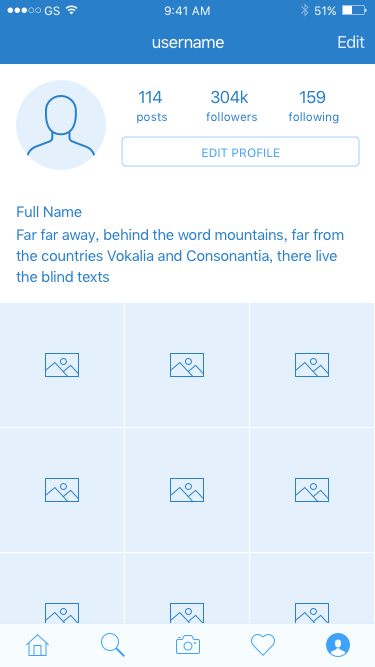 GS 9:41 AM 51%
username Edit
114 304k 159
posts followers following
EDIT PROFILE
Full Name
Far far away, behind the word mountains, far from
the countries Vokalia and Consonantia, there live
the blind texts